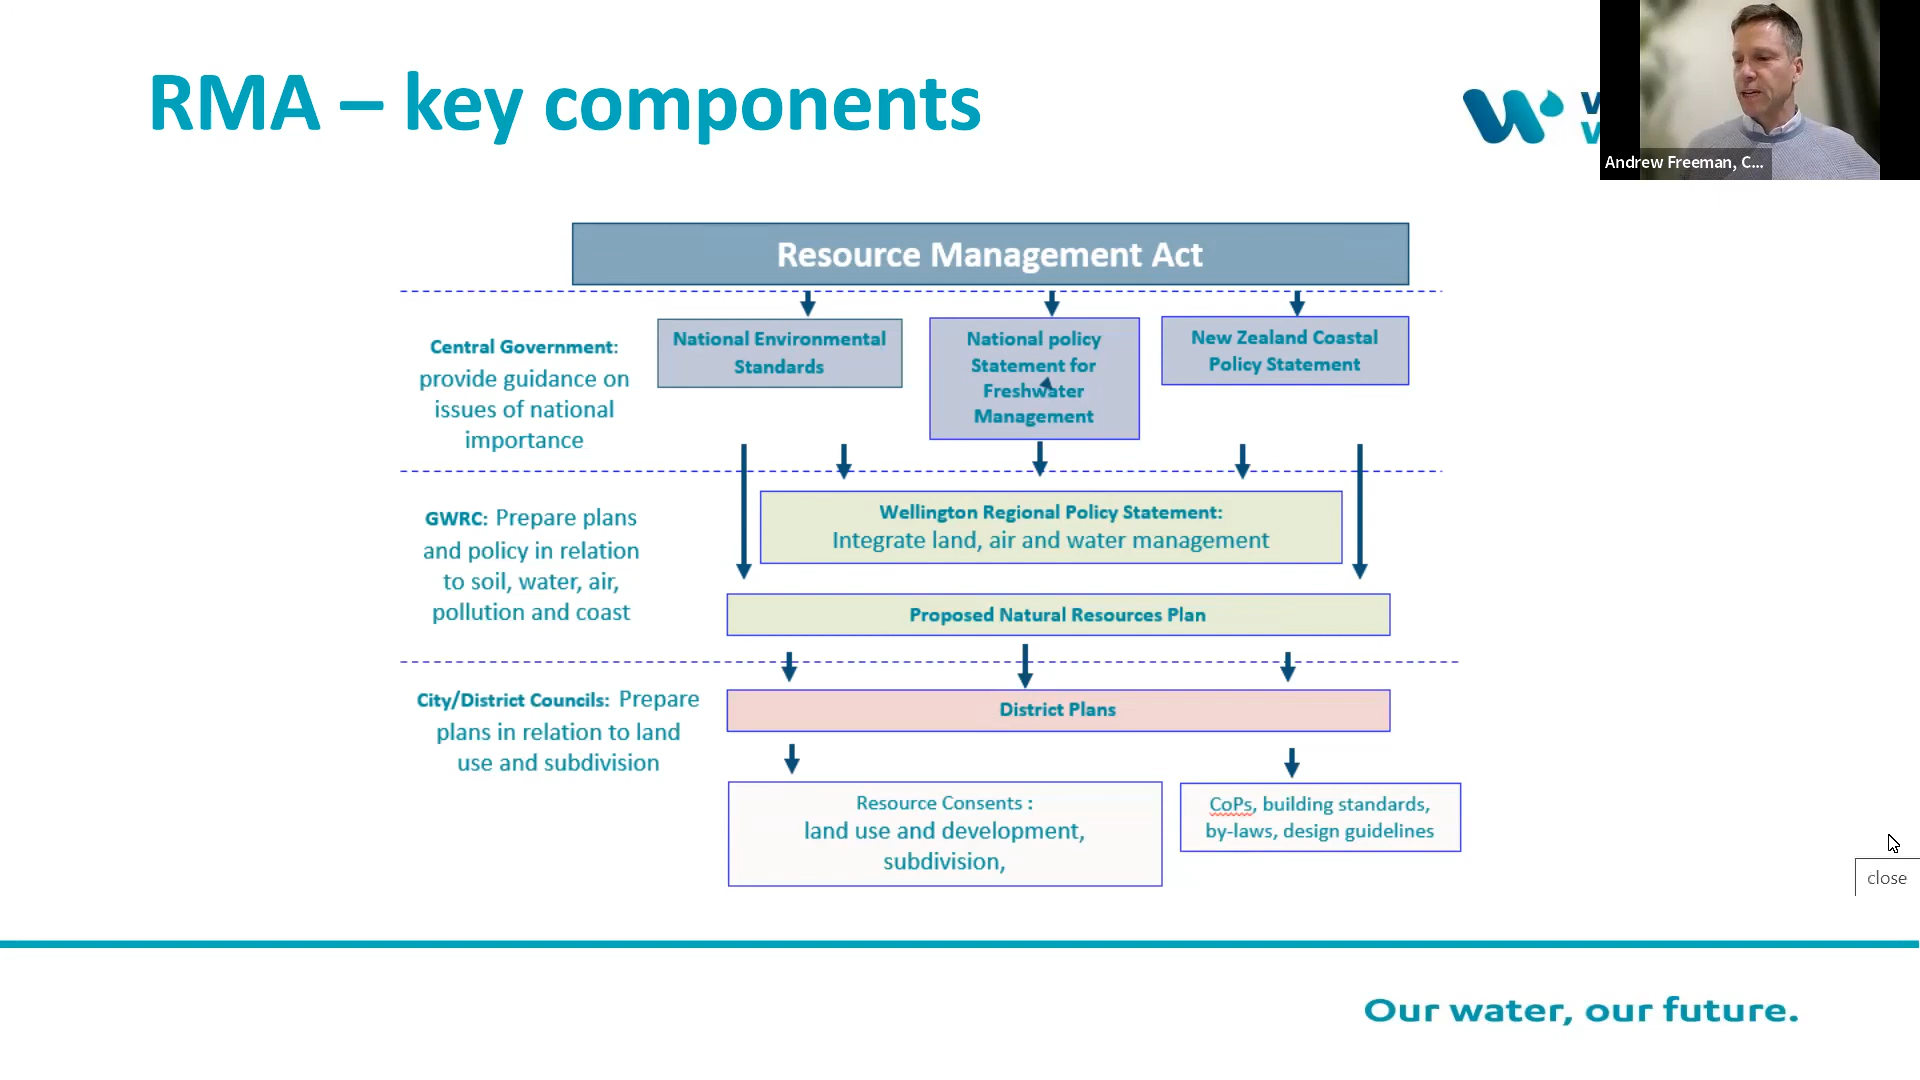 RMA – key components
Andrew Freeman, C...
Resource Management Act
Central Government:
provide guidance on
issues of national
importance
National Environmental
Standards
National policy
Statement for
Freshwater
Management
New Zealand Coastal
Policy Statement
GWRC: Prepare plans
and policy in relation
to soil, water, air,
pollution and coast
Wellington Regional Policy Statement:
Integrate land, air and water management
Proposed Natural Resources Plan
City/District Councils: Prepare
plans in relation to land
use and subdivision
District Plans
Resource Consents :
land use and development,
subdivision,
CoPs, building standards,
by-laws, design guidelines
close
Our water, our future.